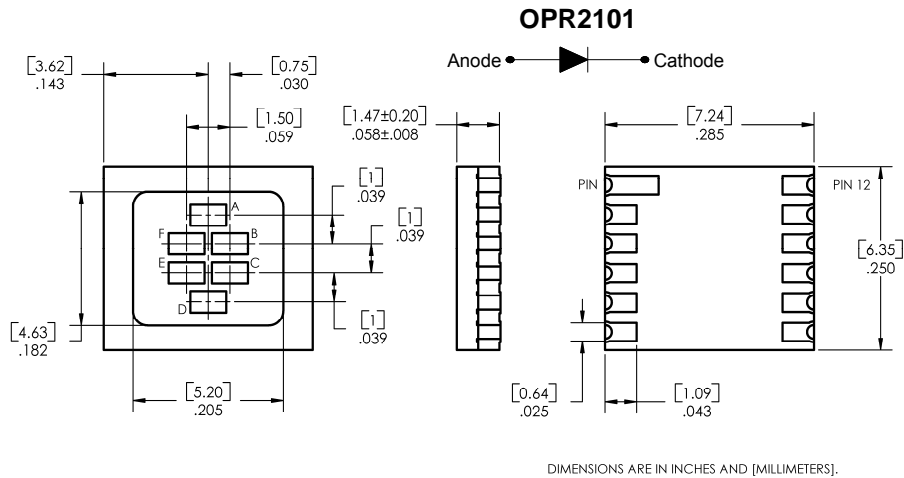 OPR2101
Anode
Cathode
[3.62]
.143
[0.75]
.030
[1.50]
.059
[1.47±0.20]
.058±.008
[7.24]
.285
[1]
.039
[1]
.039
[1]
.039
A
F
B
E
C
D
PIN
PIN 12
[6.35]
.250
[4.63]
.182
[5.20]
.205
[0.64]
.025
[1.09]
.043
DIMENSIONS ARE IN INCHES AND [MILLIMETERS].